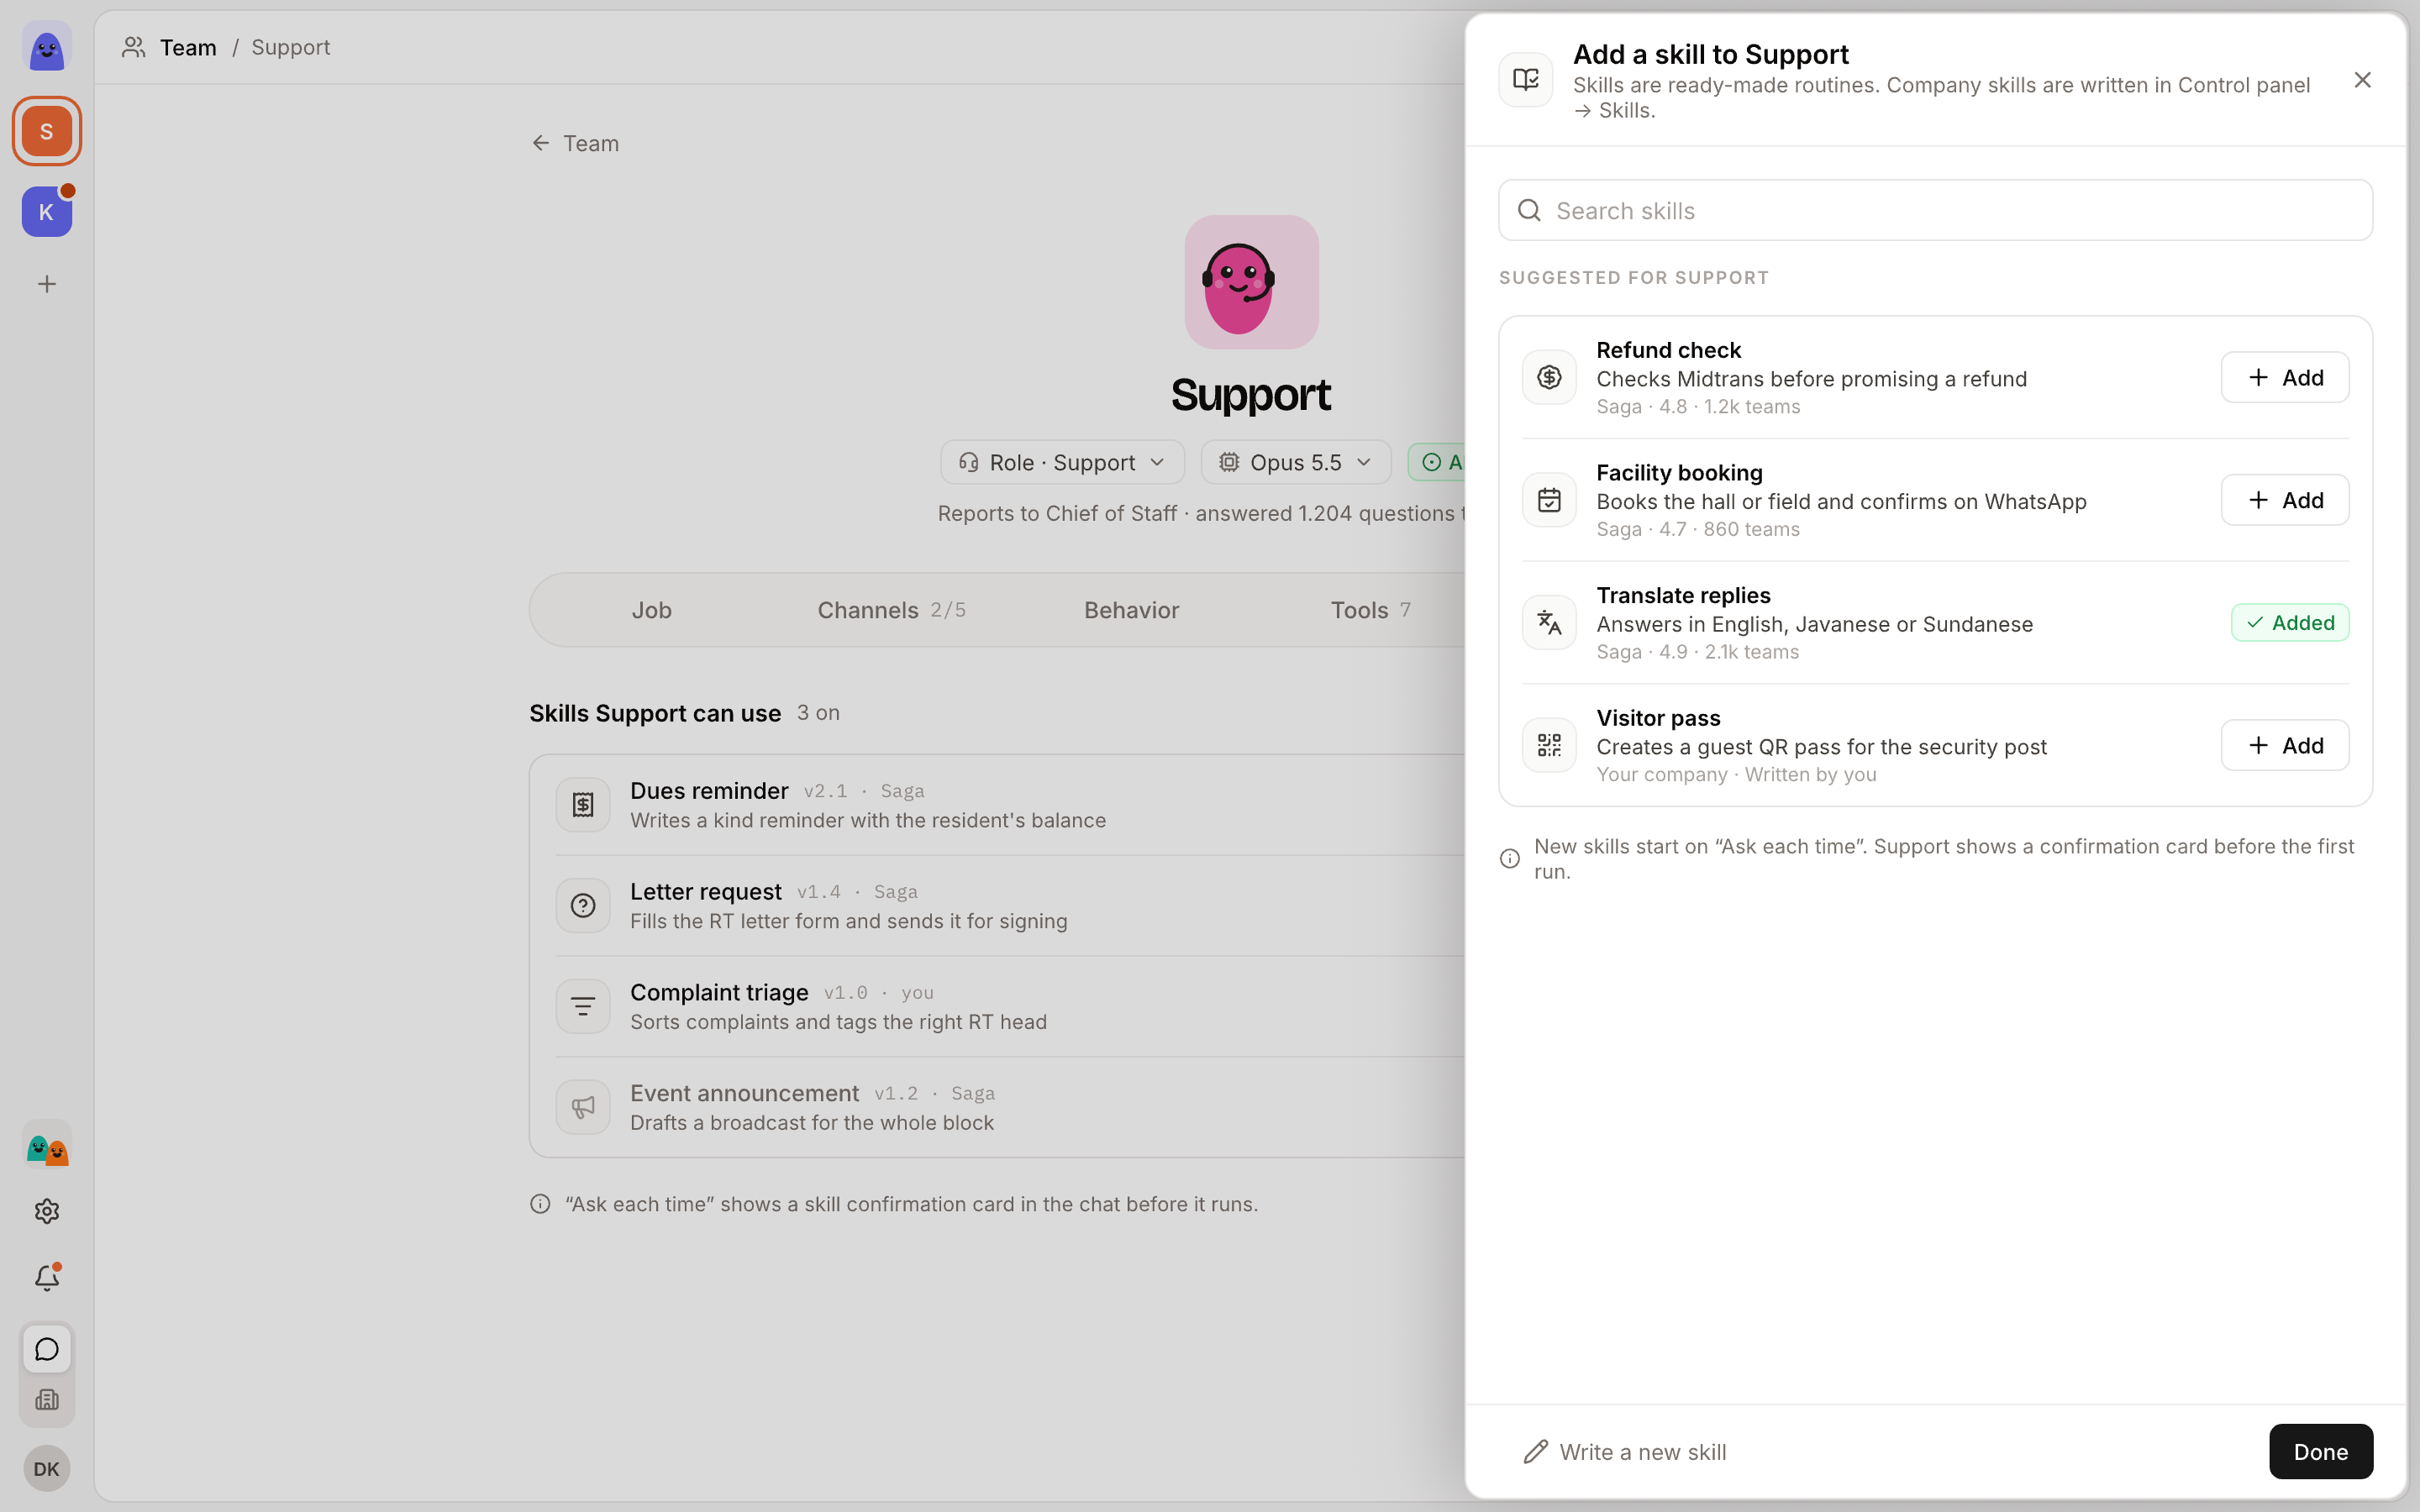 S
K
DK
Team / Support
Team
Support
Role · Support
Opus 5.5
Reports to Chief of Staff · answered 1.204 questions
Job
Channels 2/5
Behavior
Tools 7
Skills Support can use 3 on
Dues reminder v2.1 · Saga
Writes a kind reminder with the resident's balance
Letter request v1.4 · Saga
Fills the RT letter form and sends it for signing
Complaint triage v1.0 · you
Sorts complaints and tags the right RT head
Event announcement v1.2 · Saga
Drafts a broadcast for the whole block
“Ask each time” shows a skill confirmation card in the chat before it runs.
Add a skill to Support
Skills are ready-made routines. Company skills are written in Control panel
→ Skills.
Search skills
SUGGESTED FOR SUPPORT
Refund check
Checks Midtrans before promising a refund
Saga · 4.8 · 1.2k teams
Add
Facility booking
Books the hall or field and confirms on WhatsApp
Saga · 4.7 · 860 teams
Add
Translate replies
Answers in English, Javanese or Sundanese
Saga · 4.9 · 2.1k teams
Added
Visitor pass
Creates a guest QR pass for the security post
Your company · Written by you
Add
New skills start on “Ask each time”. Support shows a confirmation card before the first
run.
Write a new skill
Done